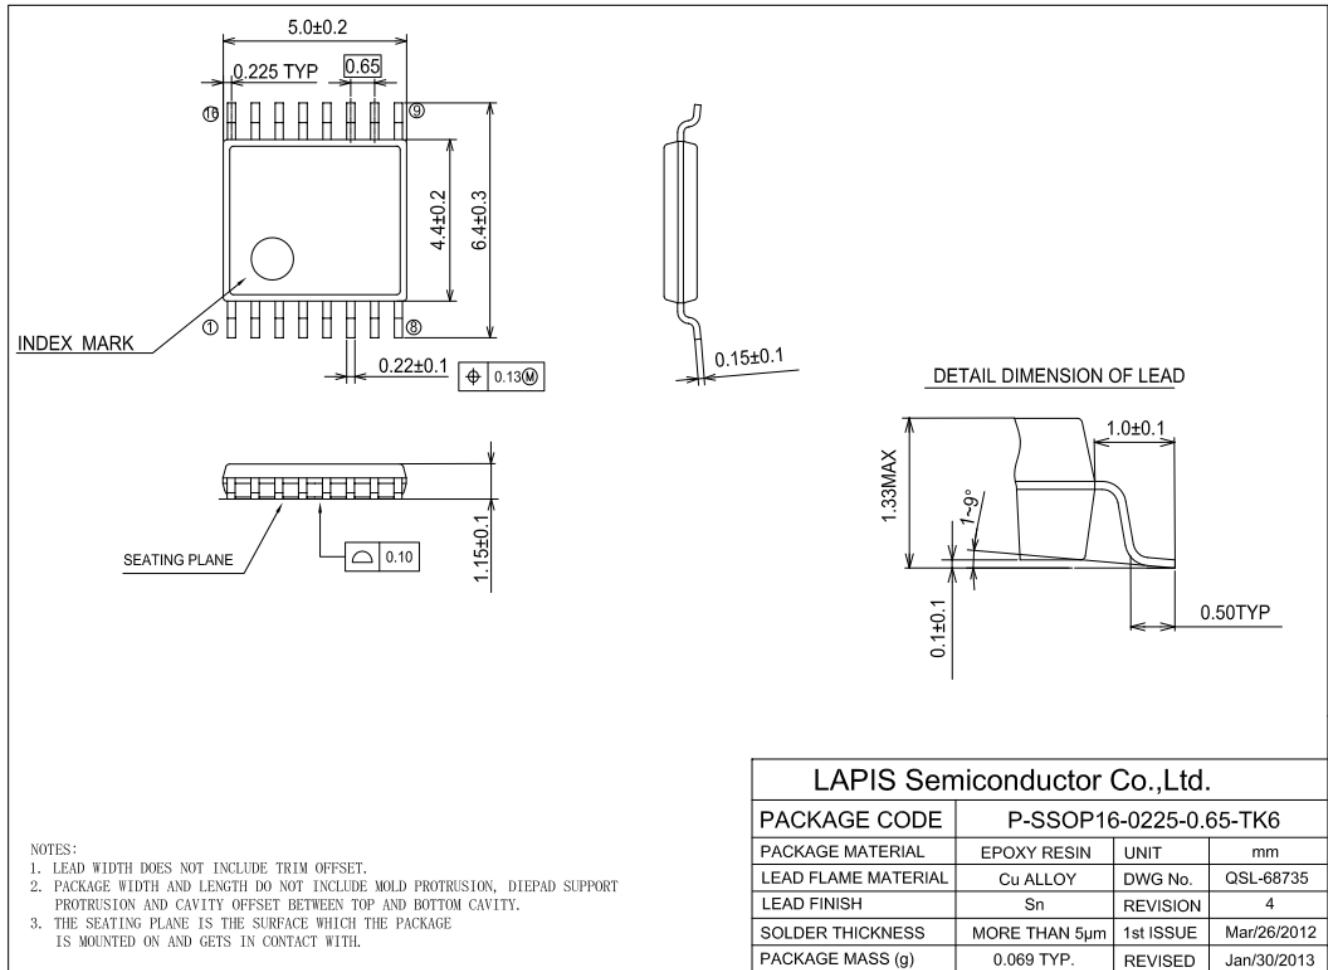 5.0±0.2
0.225 TYP
0.65
16
9
4.4±0.2
6.4±0.3
1
8
INDEX MARK
0.22±0.1
⌖ 0.13Ⓜ
0.15±0.1
DETAIL DIMENSION OF LEAD
1.0±0.1
1.33MAX
1~9°
0.1±0.1
0.50TYP
SEATING PLANE
⌓ 0.10
1.15±0.1
NOTES:
1. LEAD WIDTH DOES NOT INCLUDE TRIM OFFSET.
2. PACKAGE WIDTH AND LENGTH DO NOT INCLUDE MOLD PROTRUSION, DIEPAD SUPPORT
PROTRUSION AND CAVITY OFFSET BETWEEN TOP AND BOTTOM CAVITY.
3. THE SEATING PLANE IS THE SURFACE WHICH THE PACKAGE
IS MOUNTED ON AND GETS IN CONTACT WITH.
LAPIS Semiconductor Co.,Ltd.
PACKAGE CODE P-SSOP16-0225-0.65-TK6
PACKAGE MATERIAL EPOXY RESIN UNIT mm
LEAD FLAME MATERIAL Cu ALLOY DWG No. QSL-68735
LEAD FINISH Sn REVISION 4
SOLDER THICKNESS MORE THAN 5μm 1st ISSUE Mar/26/2012
PACKAGE MASS (g) 0.069 TYP. REVISED Jan/30/2013